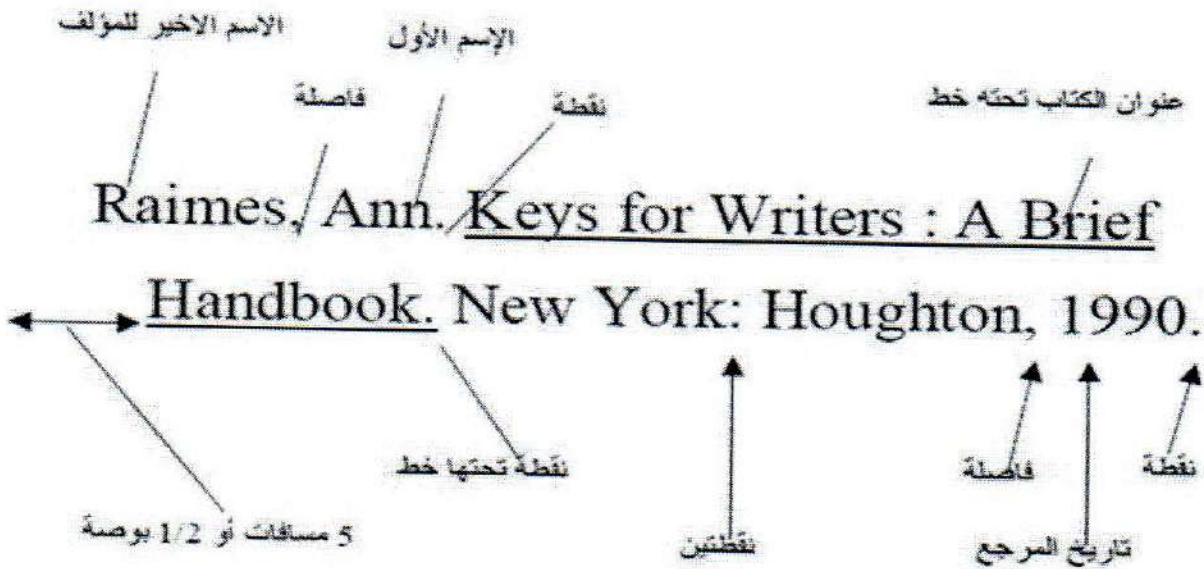 الاسم الاخير للمؤلف
الإسم الأول
فاصلة
نقطة
عنوان الكتاب تحته خط
Raimes, Ann. Keys for Writers : A Brief
Handbook. New York: Houghton, 1990.
نقطة تحتها خط
فاصلة
نقطة
5 مسافات أو 1/2 بوصة
نقطتين
تاريخ المرجع